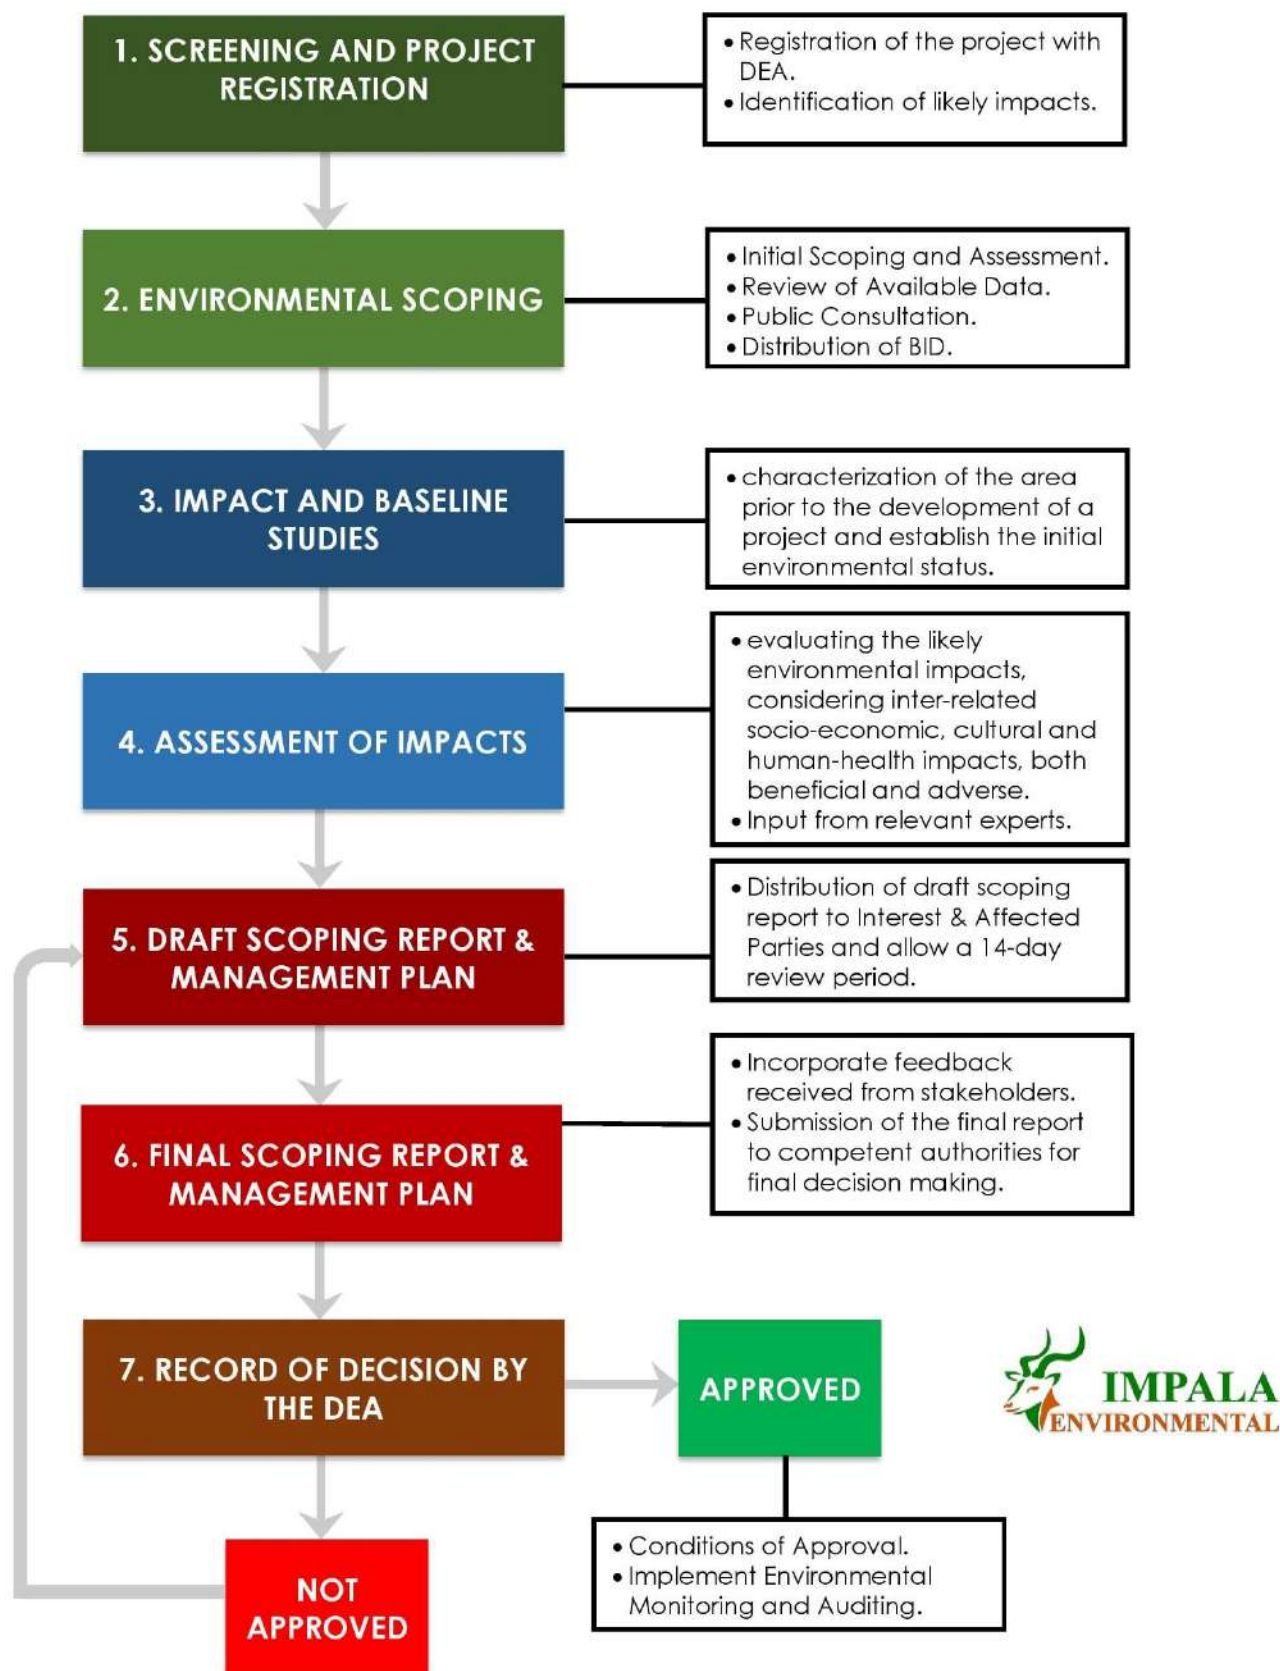 1. SCREENING AND PROJECT
REGISTRATION
• Registration of the project with
DEA.
• Identification of likely impacts.
2. ENVIRONMENTAL SCOPING
• Initial Scoping and Assessment.
• Review of Available Data.
• Public Consultation.
• Distribution of BID.
3. IMPACT AND BASELINE
STUDIES
• characterization of the area
prior to the development of a
project and establish the initial
environmental status.
4. ASSESSMENT OF IMPACTS
• evaluating the likely
environmental impacts,
considering inter-related
socio-economic, cultural and
human-health impacts, both
beneficial and adverse.
• Input from relevant experts.
5. DRAFT SCOPING REPORT &
MANAGEMENT PLAN
• Distribution of draft scoping
report to Interest & Affected
Parties and allow a 14-day
review period.
6. FINAL SCOPING REPORT &
MANAGEMENT PLAN
• Incorporate feedback
received from stakeholders.
• Submission of the final report
to competent authorities for
final decision making.
7. RECORD OF DECISION BY
THE DEA
APPROVED
IMPALA
ENVIRONMENTAL
• Conditions of Approval.
• Implement Environmental
Monitoring and Auditing.
NOT
APPROVED